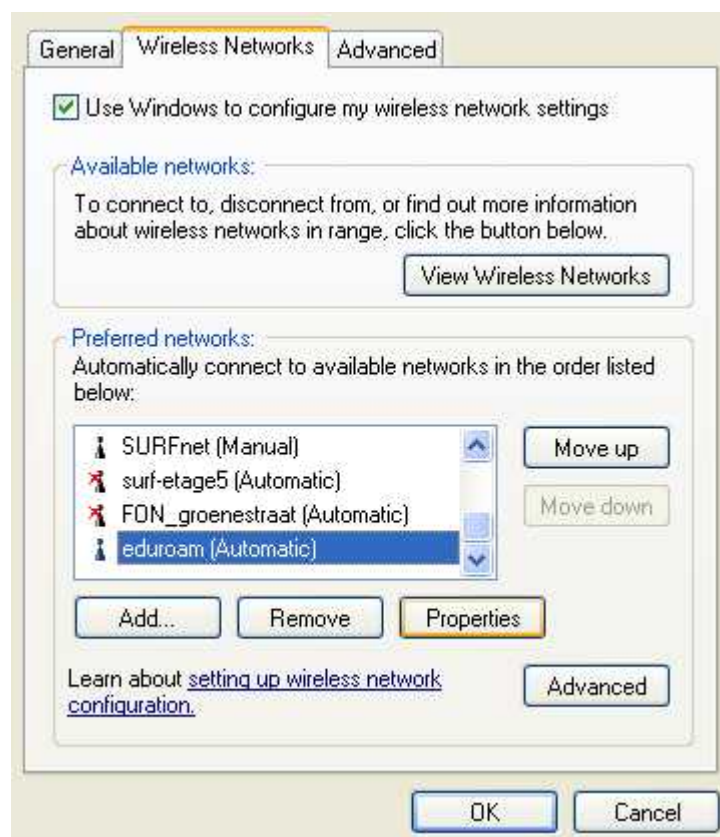 General Wireless Networks Advanced
Use Windows to configure my wireless network settings
Available networks:
To connect to, disconnect from, or find out more information
about wireless networks in range, click the button below.
View Wireless Networks
Preferred networks:
Automatically connect to available networks in the order listed
below:
SURFnet (Manual)
surf-etage5 (Automatic)
FON_groenestraat (Automatic)
eduroam (Automatic)
Move up
Move down
Add... Remove Properties
Learn about setting up wireless network
configuration.
Advanced
OK Cancel